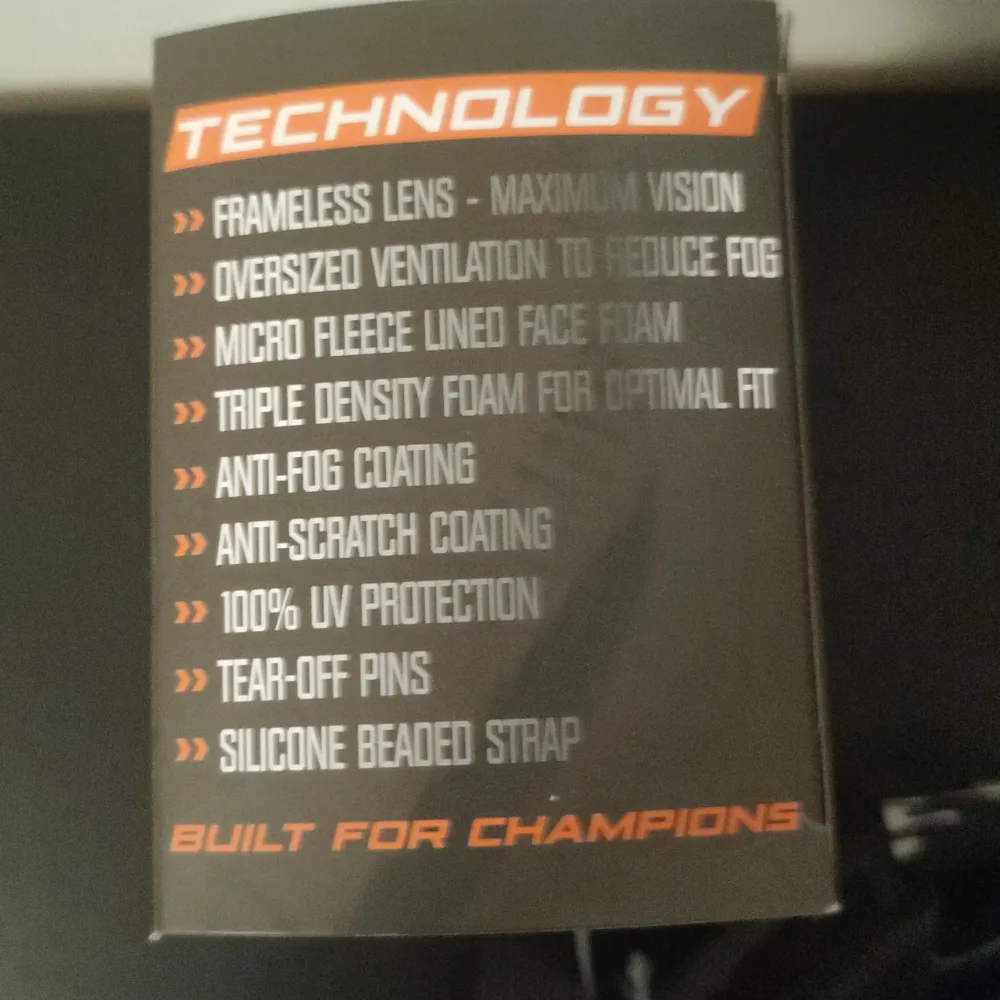 TECHNOLOGY
FRAMELESS LENS - MAXIMUM VISION
OVERSIZED VENTILATION TO REDUCE FOG
MICRO FLEECE LINED FACE FOAM
TRIPLE DENSITY FOAM FOR OPTIMAL FIT
ANTI-FOG COATING
ANTI-SCRATCH COATING
100% UV PROTECTION
TEAR-OFF PINS
SILICONE BEADED STRAP
BUILT FOR CHAMPIONS